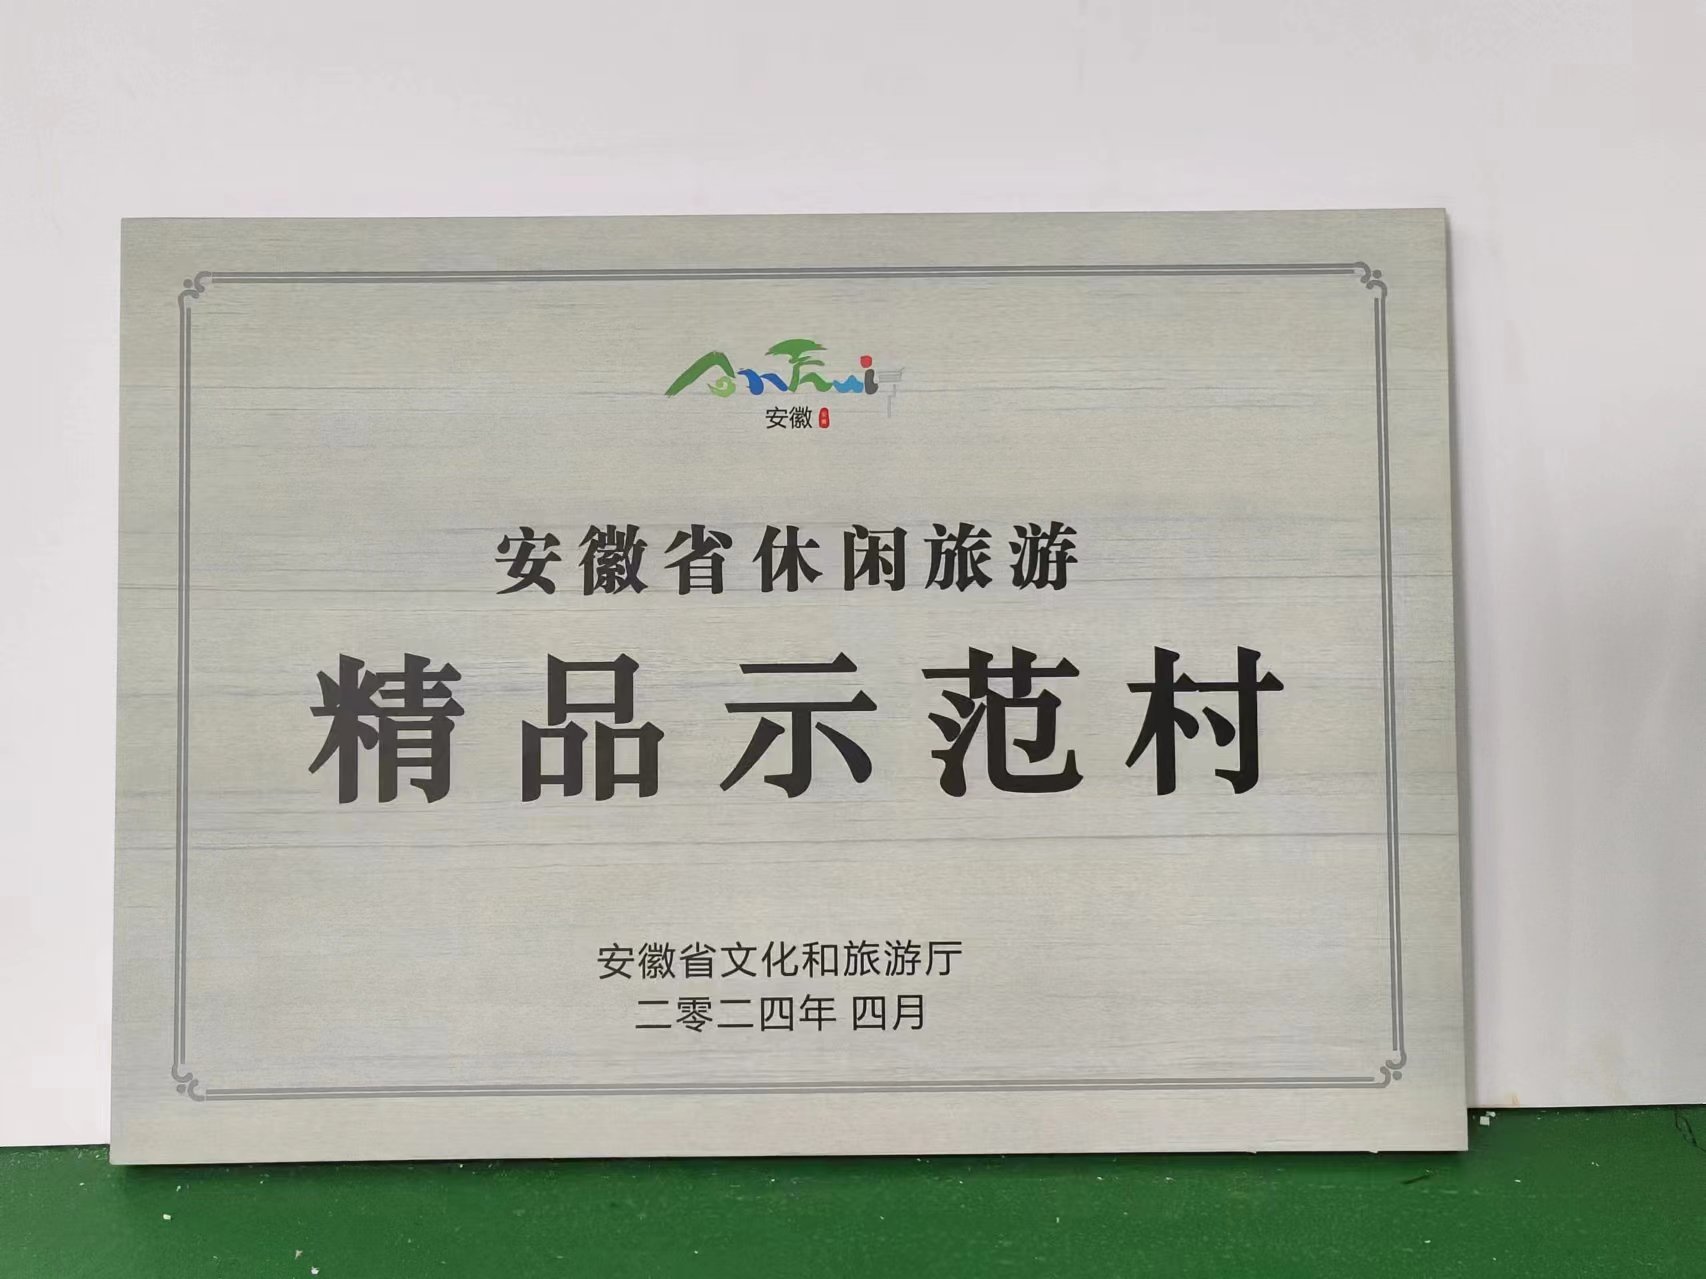 AnHui
安徽
安徽省休闲旅游
精品示范村
安徽省文化和旅游厅
二零二四年 四月